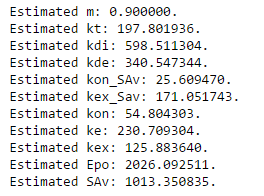 Estimated m: 0.900000.
Estimated kt: 197.801936.
Estimated kdi: 598.511304.
Estimated kde: 340.547344.
Estimated kon_SAv: 25.609470.
Estimated kex_Sav: 171.051743.
Estimated kon: 54.804303.
Estimated ke: 230.709304.
Estimated kex: 125.883640.
Estimated Epo: 2026.092511.
Estimated SAv: 1013.350835.